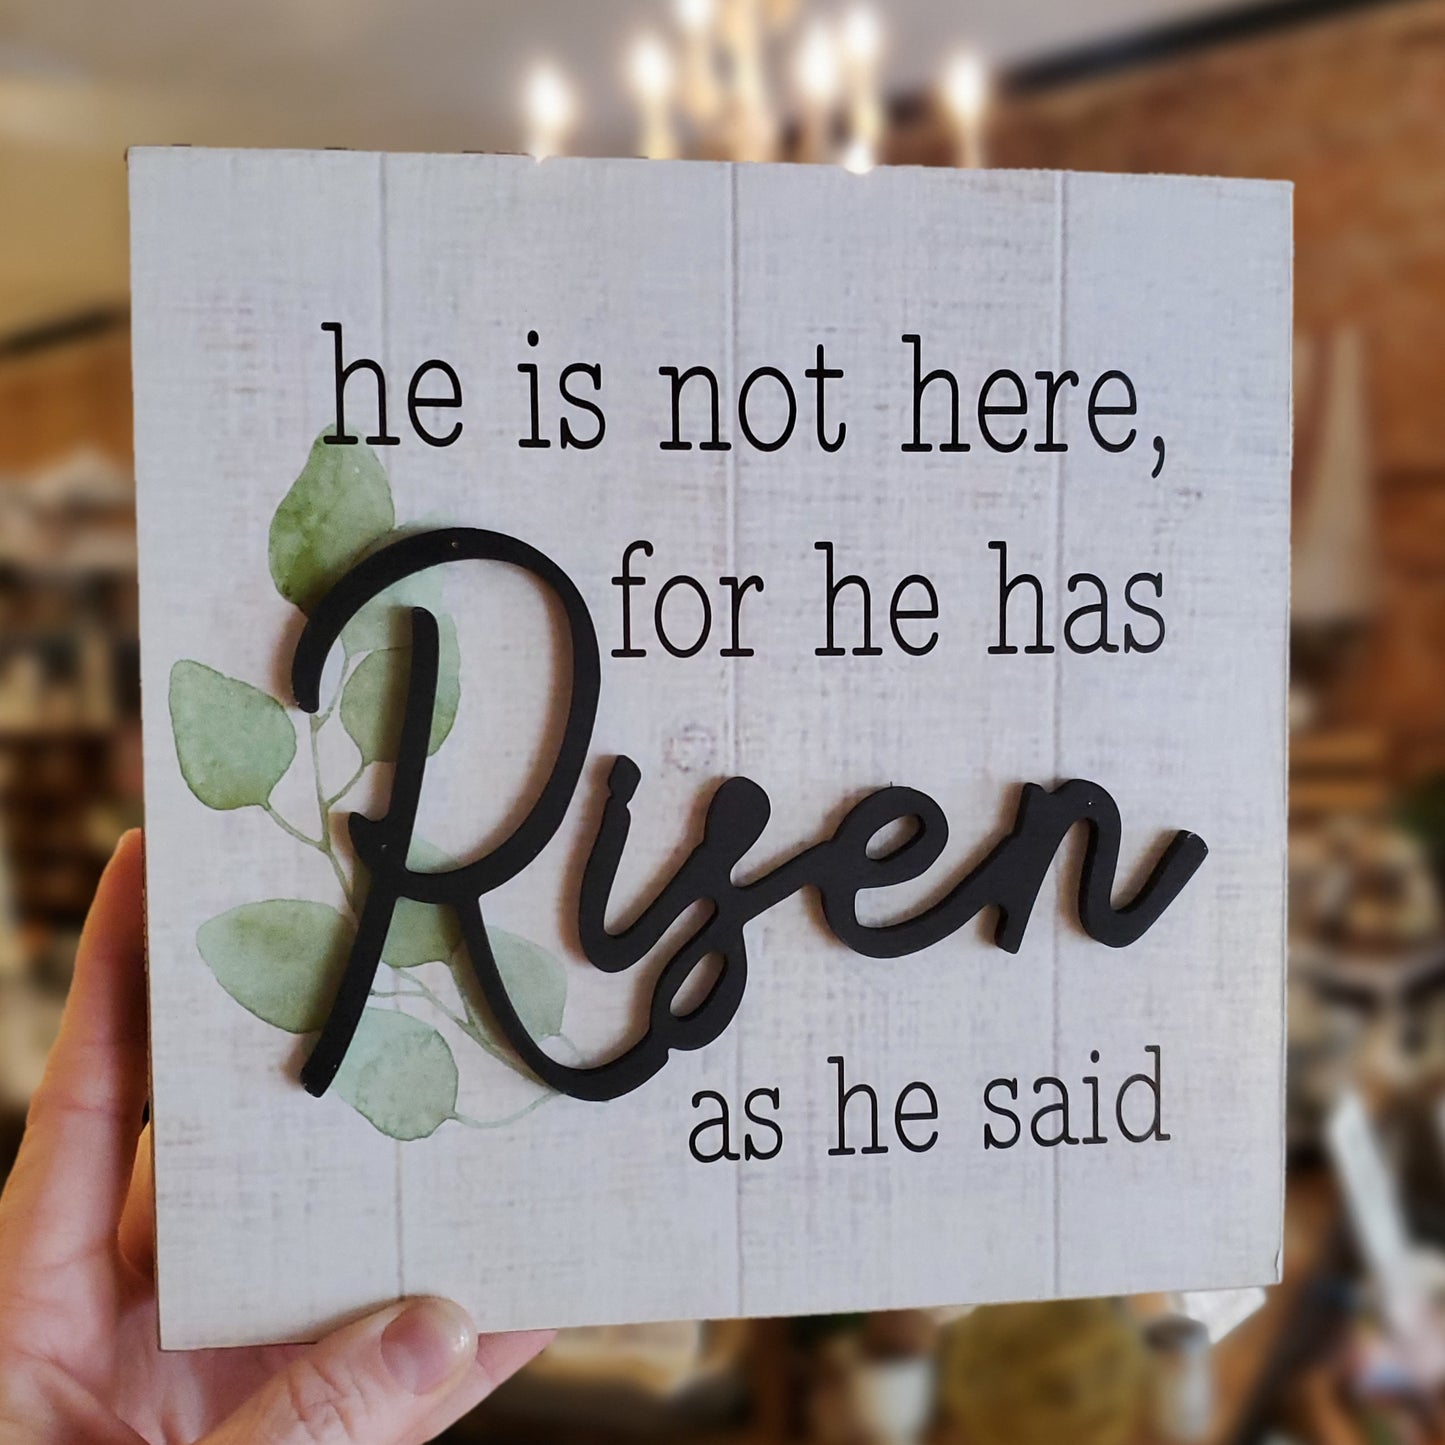 he is not here,
for he has
Risen
as he said